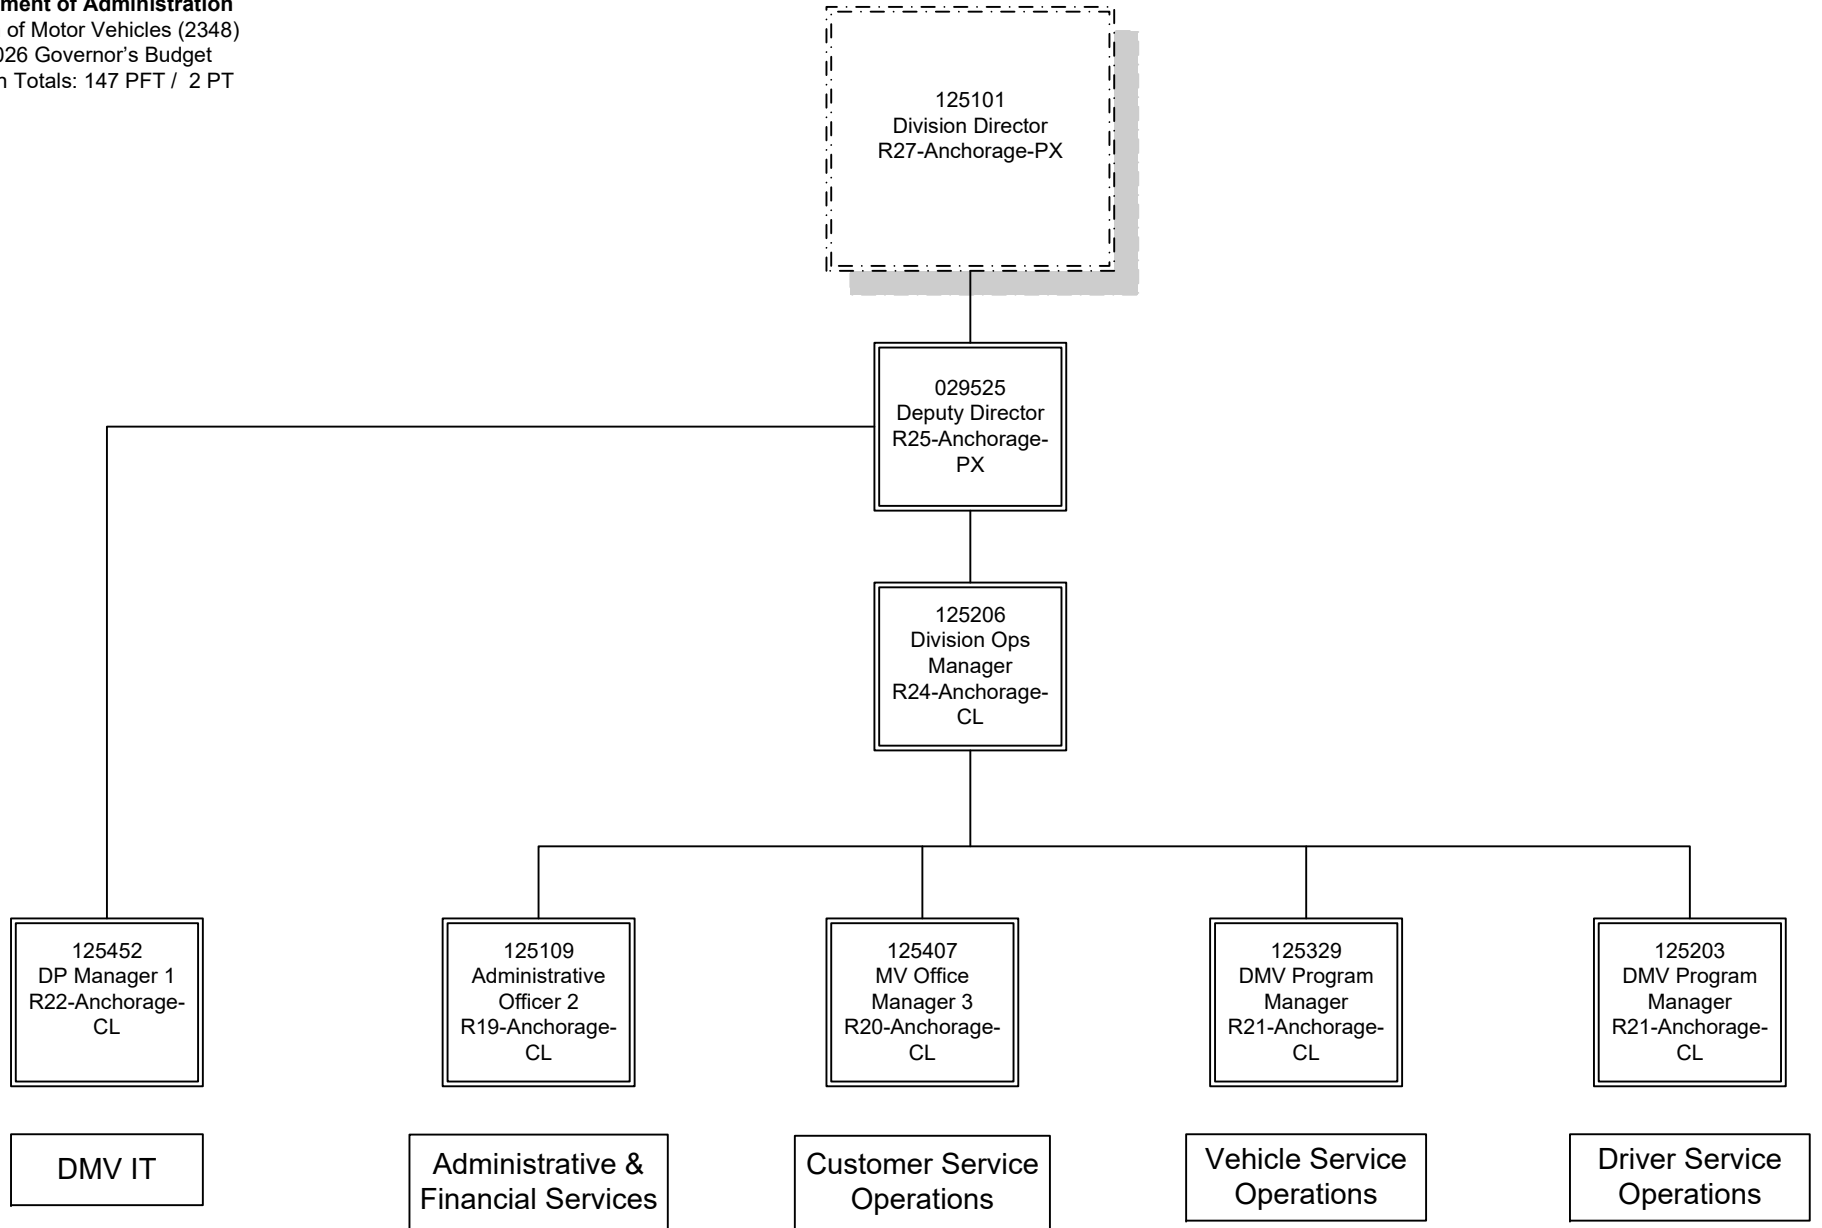 ment of Administration
of Motor Vehicles (2348)
026 Governor's Budget
n Totals: 147 PFT / 2 PT
125101
Division Director
R27-Anchorage-PX
029525
Deputy Director
R25-Anchorage-
PX
125206
Division Ops
Manager
R24-Anchorage-
CL
125452
DP Manager 1
R22-Anchorage-
CL
125109
Administrative
Officer 2
R19-Anchorage-
CL
125407
MV Office
Manager 3
R20-Anchorage-
CL
125329
DMV Program
Manager
R21-Anchorage-
CL
125203
DMV Program
Manager
R21-Anchorage-
CL
DMV IT
Administrative &
Financial Services
Customer Service
Operations
Vehicle Service
Operations
Driver Service
Operations